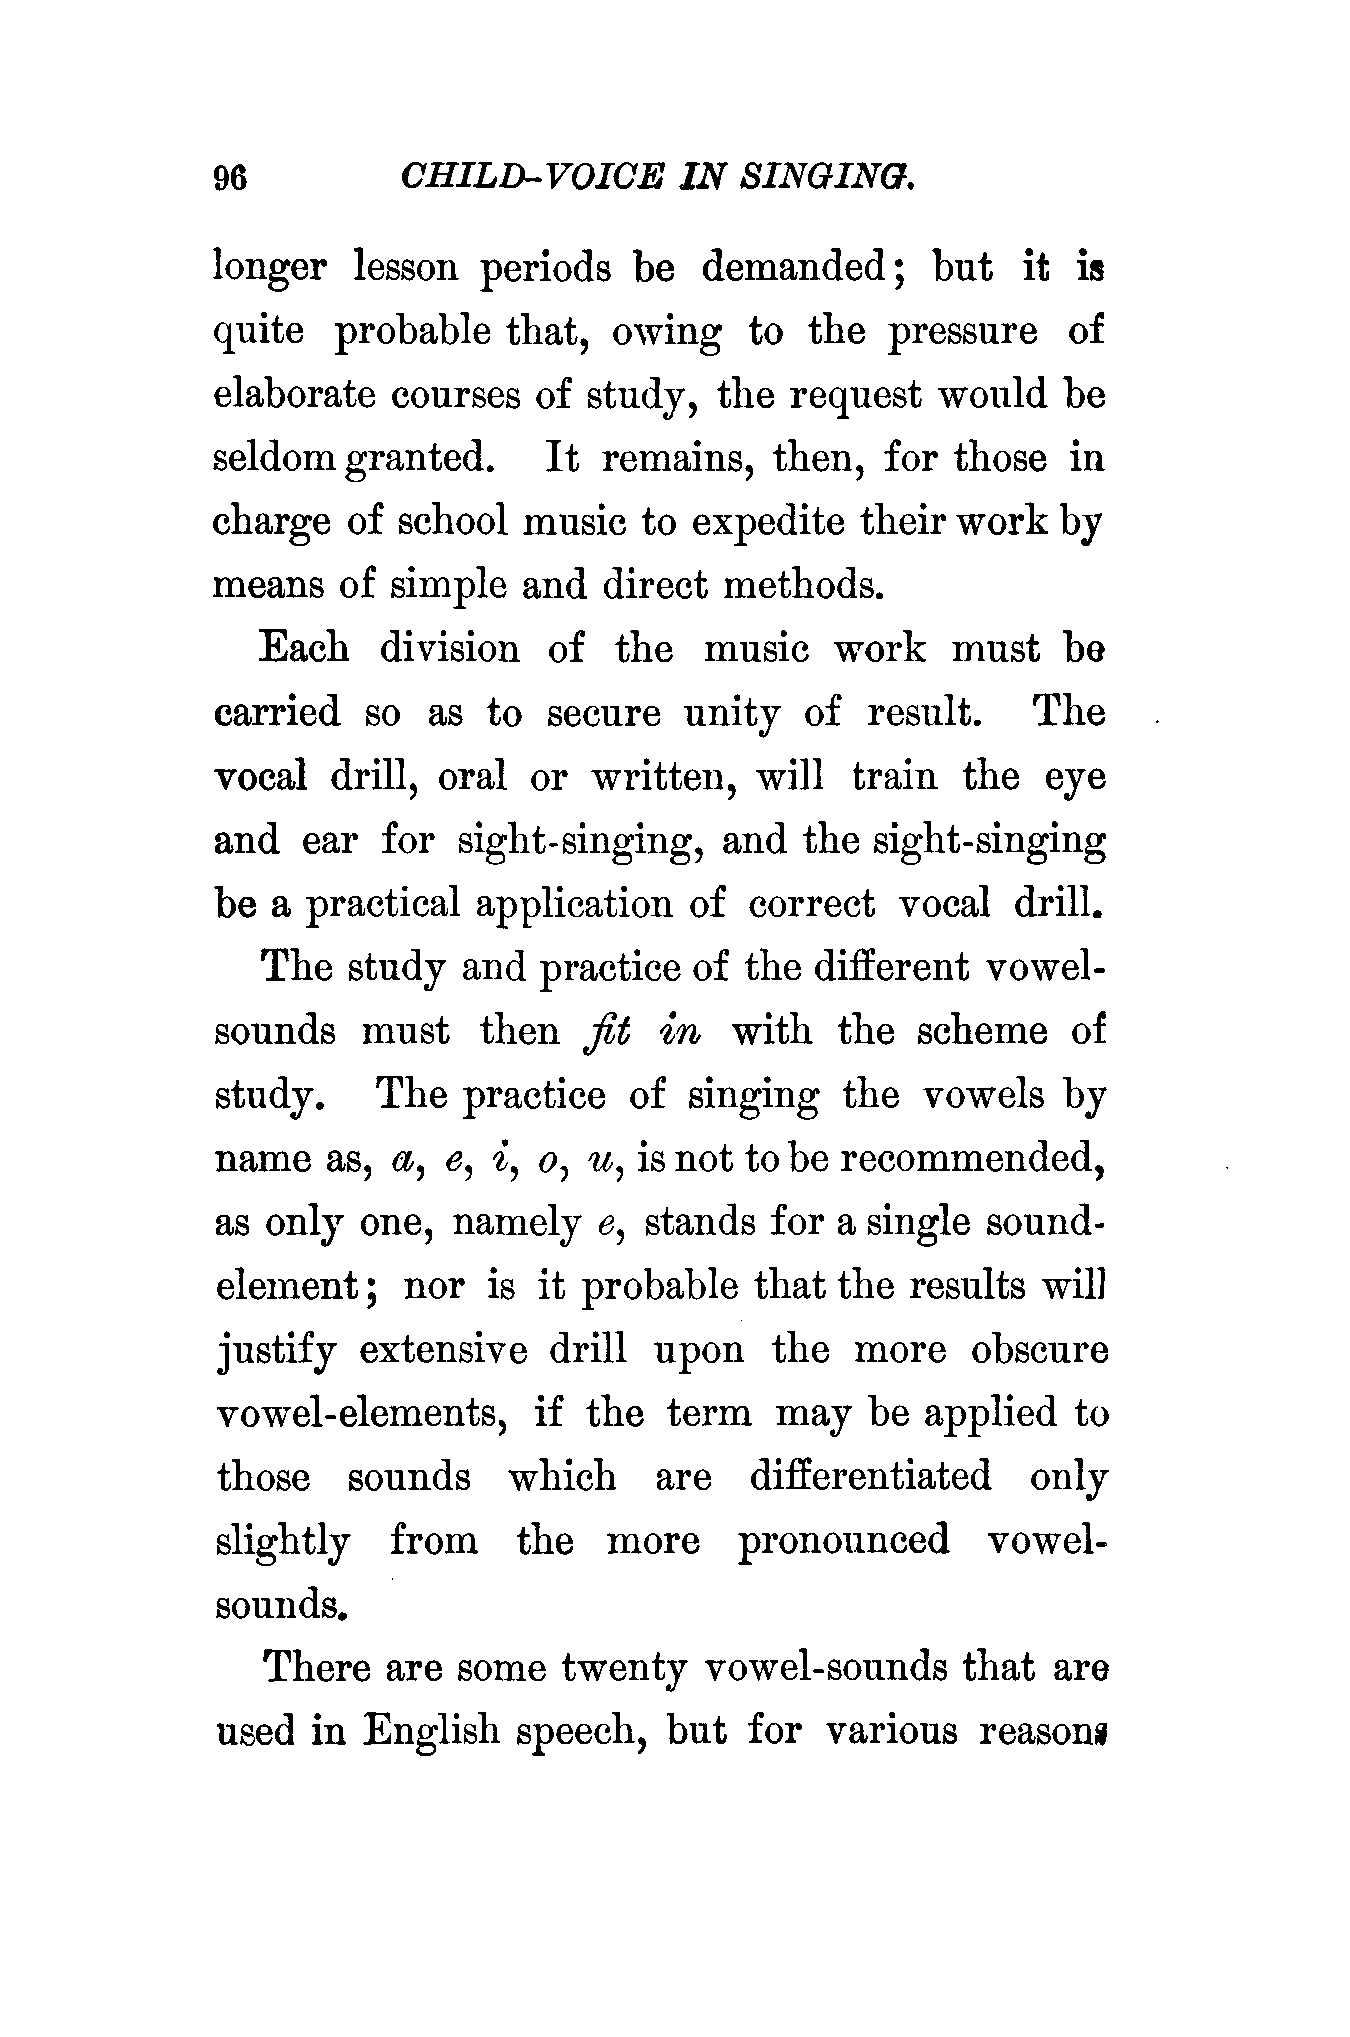 96 CHILD-VOICE IN SINGING.
longer lesson periods be demanded; but it is
quite probable that, owing to the pressure of
elaborate courses of study, the request would be
seldom granted. It remains, then, for those in
charge of school music to expedite their work by
means of simple and direct methods.
Each division of the music work must be
carried so as to secure unity of result. The
vocal drill, oral or written, will train the eye
and ear for sight-singing, and the sight-singing
be a practical application of correct vocal drill.
The study and practice of the different vowel-
sounds must then fit in with the scheme of
study. The practice of singing the vowels by
name as, a, e, i, o, u, is not to be recommended,
as only one, namely e, stands for a single sound-
element; nor is it probable that the results will
justify extensive drill upon the more obscure
vowel-elements, if the term may be applied to
those sounds which are differentiated only
slightly from the more pronounced vowel-
sounds.
There are some twenty vowel-sounds that are
used in English speech, but for various reasons